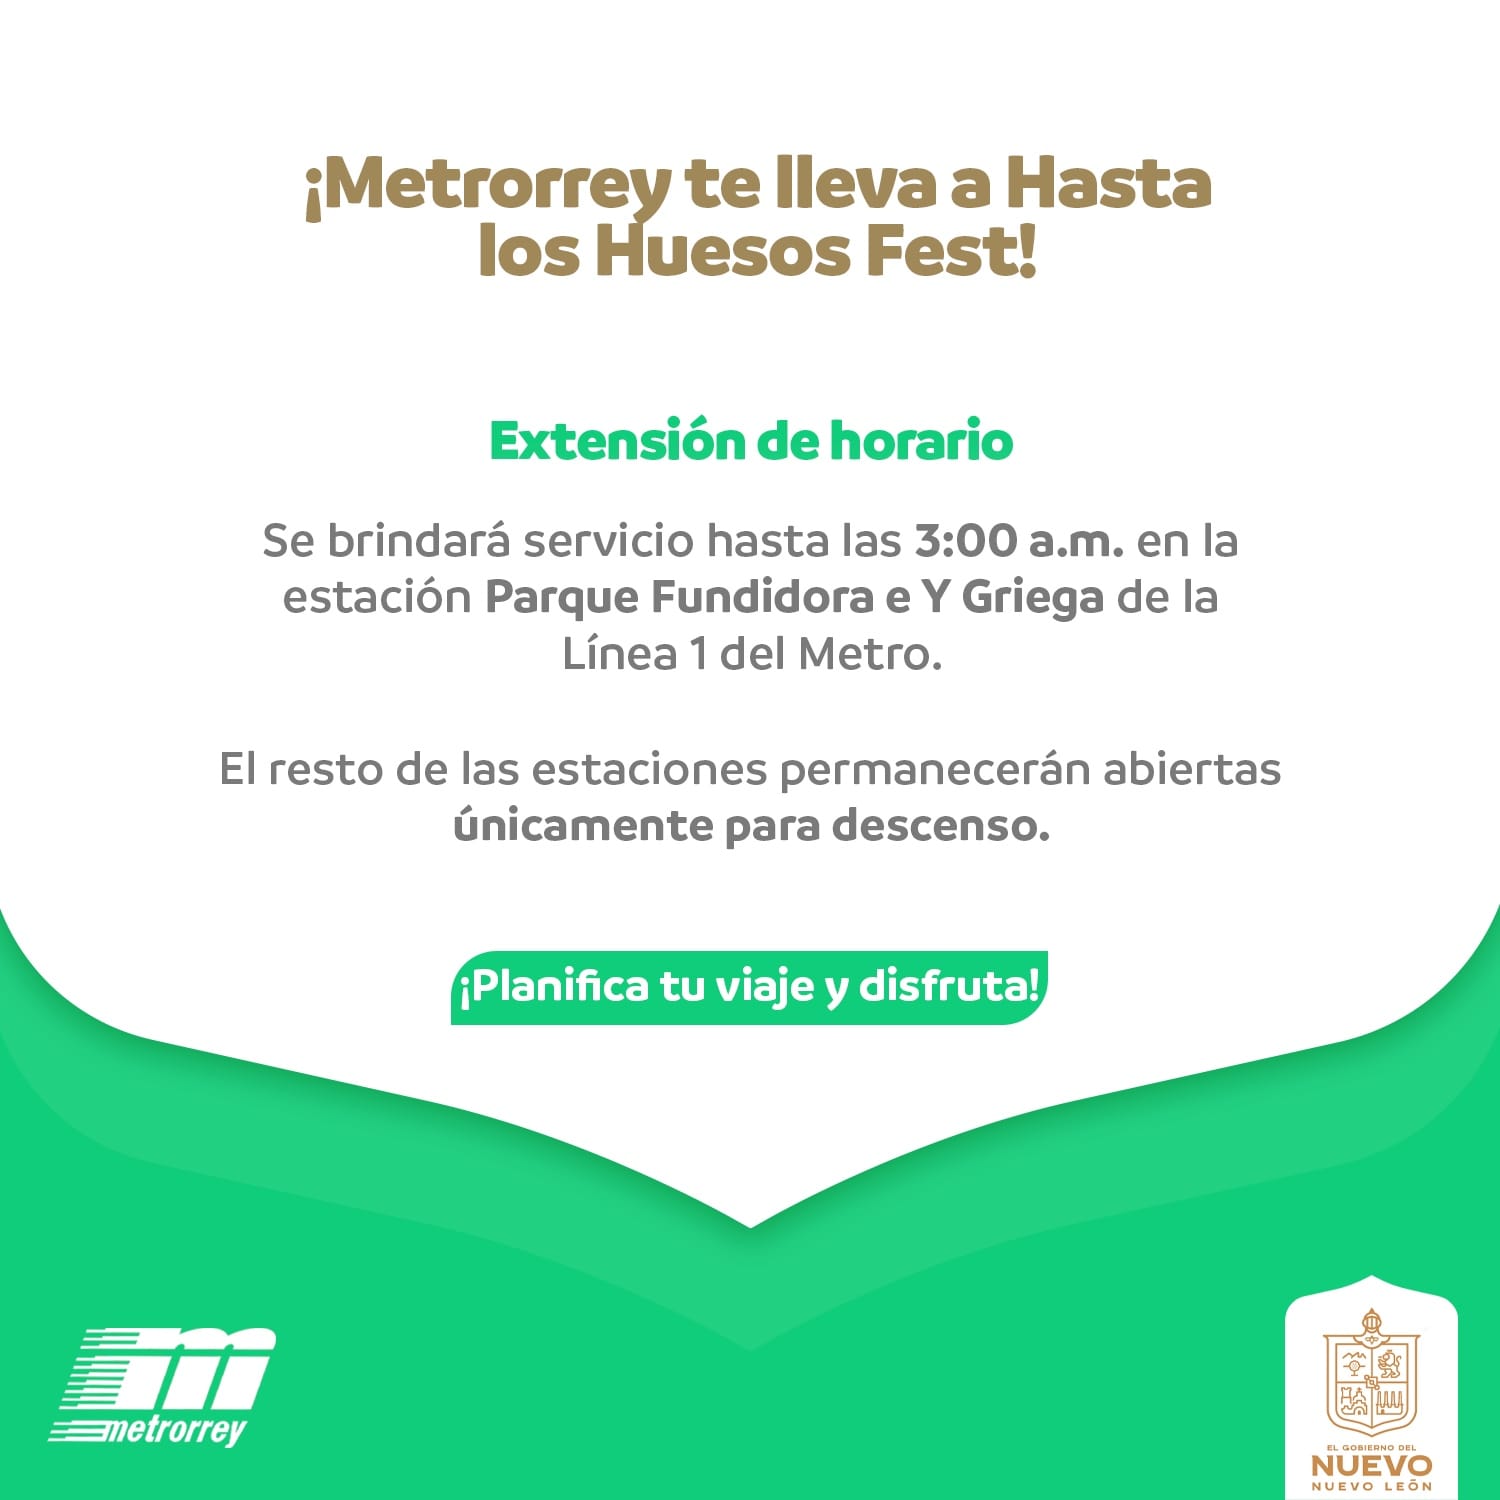 ¡Metrorrey te lleva a Hasta
los Huesos Fest!
Extensión de horario
Se brindará servicio hasta las 3:00 a.m. en la
estación Parque Fundidora e Y Griega de la
Línea 1 del Metro.
El resto de las estaciones permanecerán abiertas
únicamente para descenso.
¡Planifica tu viaje y disfruta!
metrorrey
EL GOBIERNO DEL
NUEVO
NUEVO LEÓN